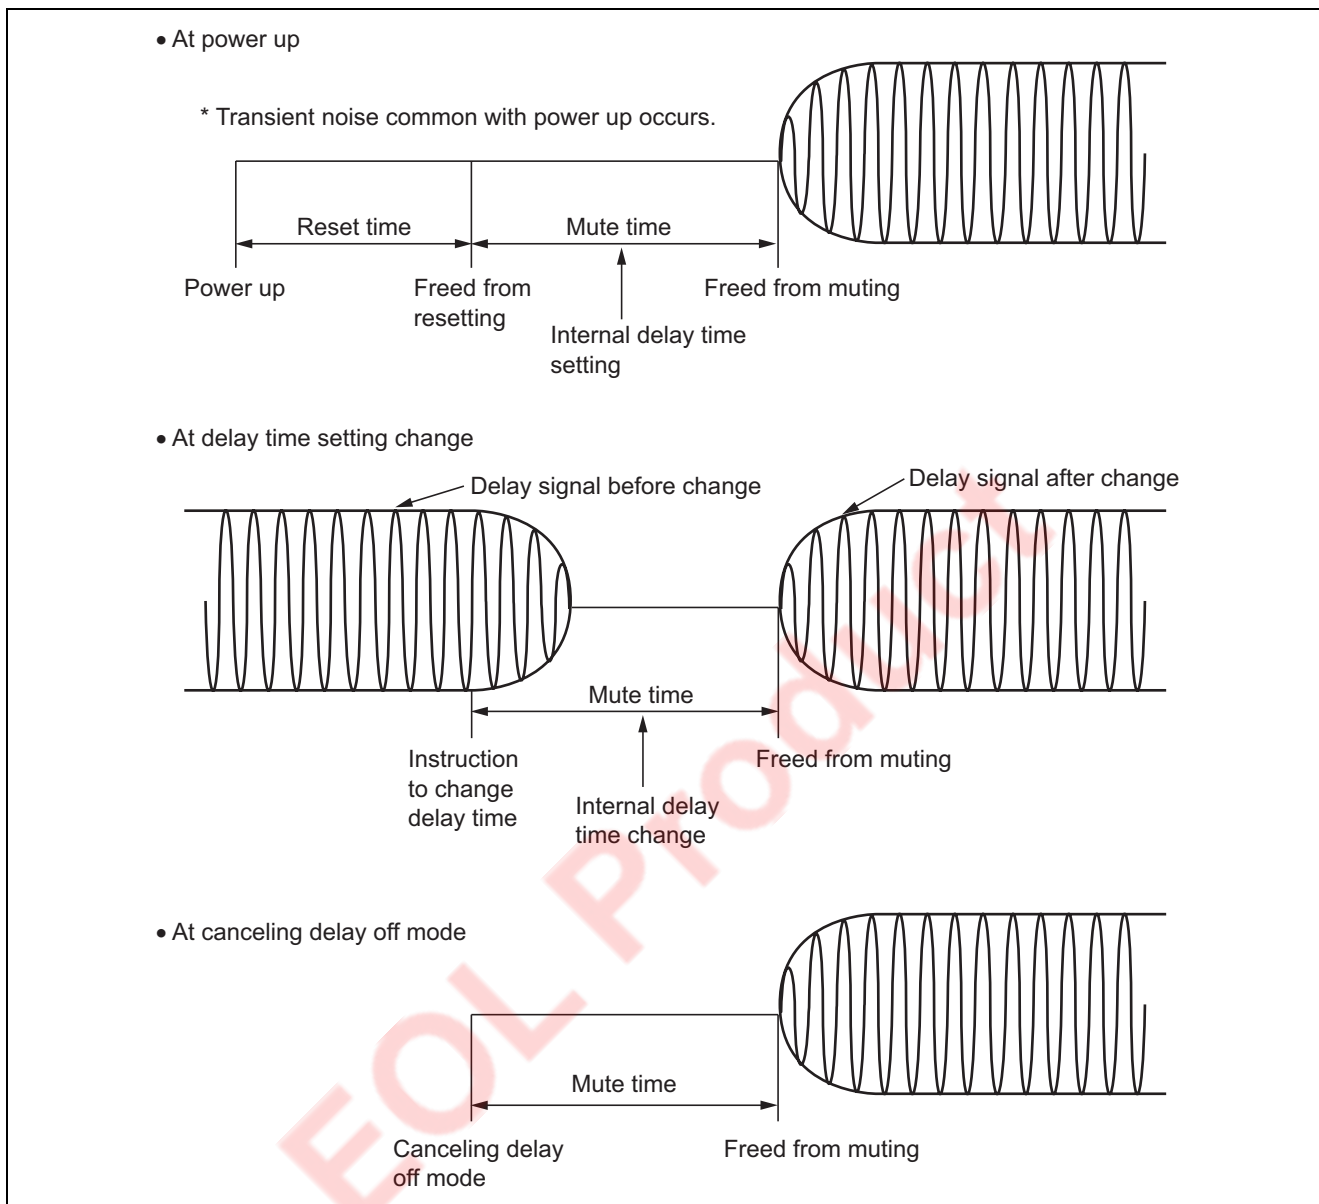 • At power up
* Transient noise common with power up occurs.
Reset time
Mute time
Power up
Freed from
resetting
Freed from muting
Internal delay time
setting
• At delay time setting change
Delay signal before change
Delay signal after change
Mute time
Instruction
to change
delay time
Freed from muting
Internal delay
time change
• At canceling delay off mode
Mute time
Canceling delay
off mode
Freed from muting
EOL Product